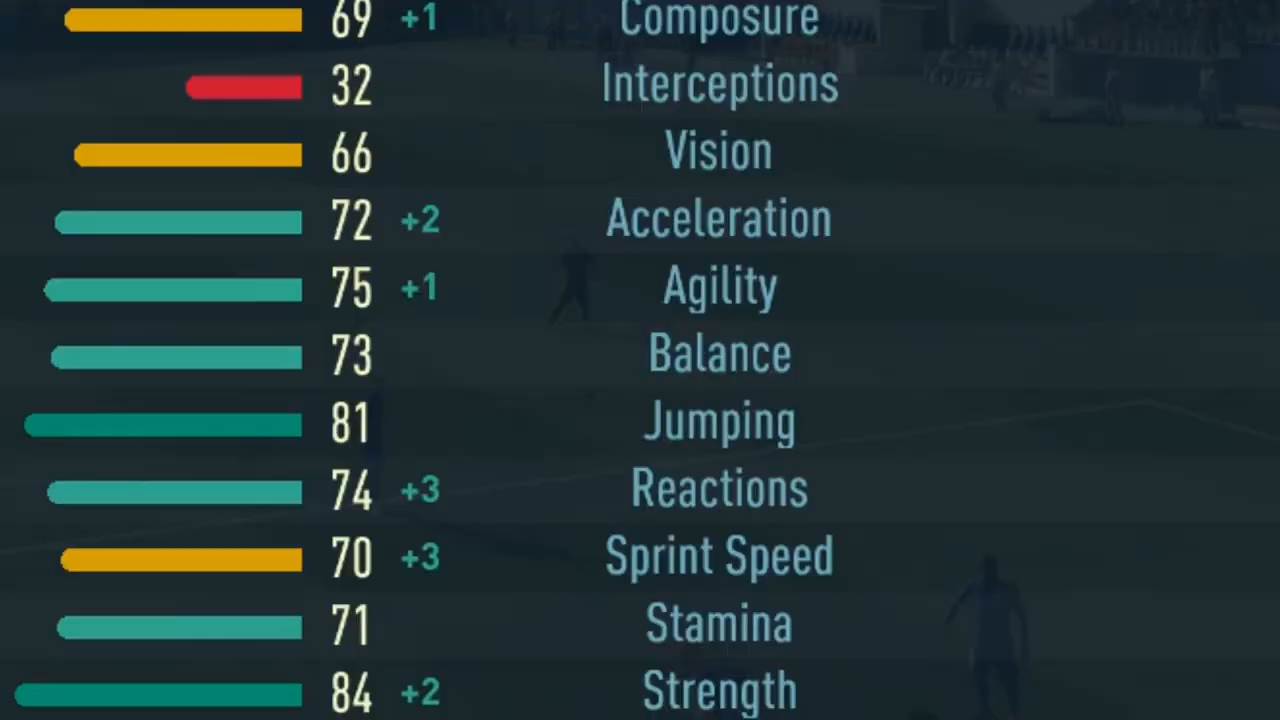 69 +1 Composure
32 Interceptions
66 Vision
72 +2 Acceleration
75 +1 Agility
73 Balance
81 Jumping
74 +3 Reactions
70 +3 Sprint Speed
71 Stamina
84 +2 Strength